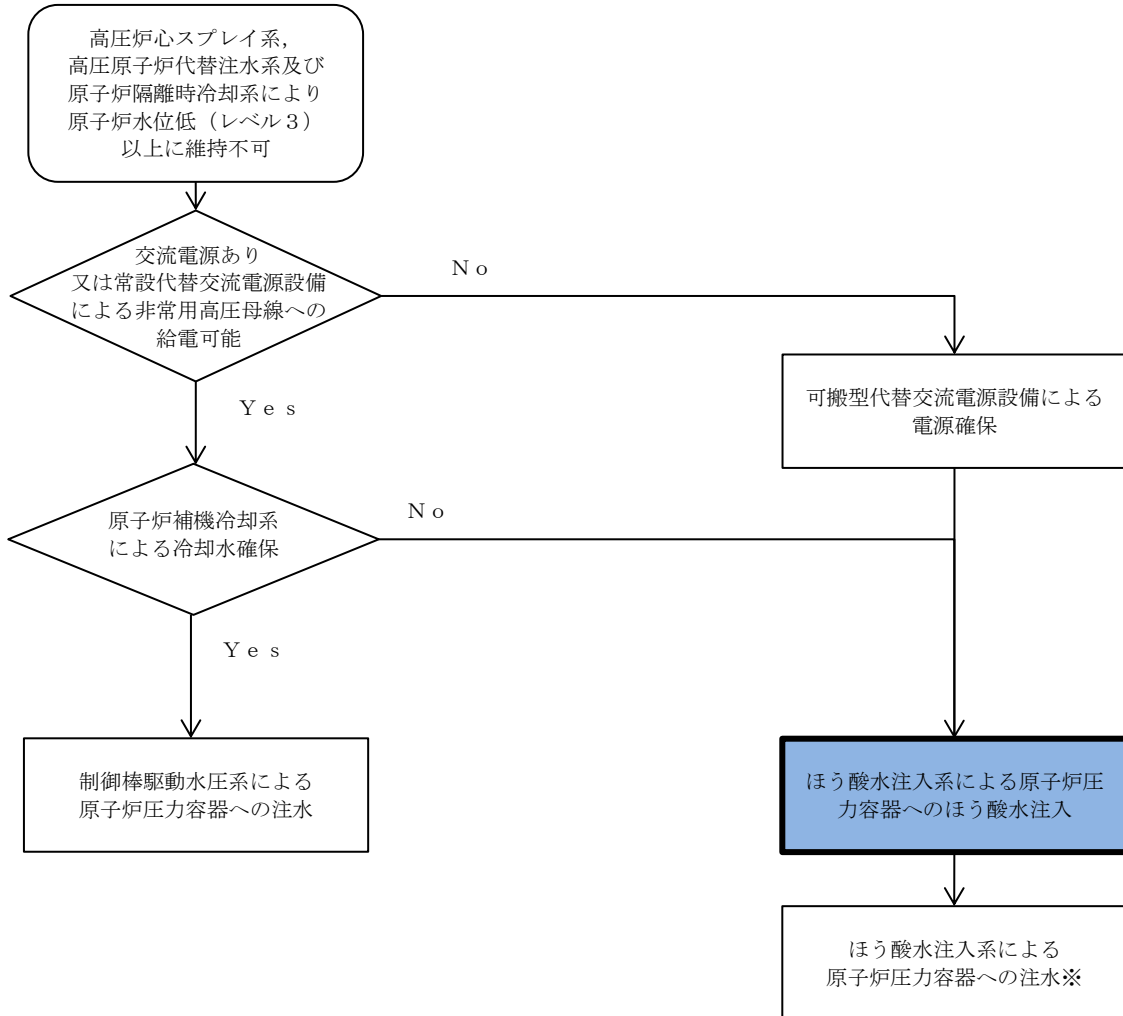 高圧炉心スプレイ系，
高圧原子炉代替注水系及び
原子炉隔離時冷却系により
原子炉水位低（レベル３）
以上に維持不可
交流電源あり
又は常設代替交流電源設備
による非常用高圧母線への
給電可能
Ｎｏ
Ｙｅｓ
可搬型代替交流電源設備による
電源確保
原子炉補機冷却系
による冷却水確保
Ｎｏ
Ｙｅｓ
制御棒駆動水圧系による
原子炉圧力容器への注水
ほう酸水注入系による原子炉圧
力容器へのほう酸水注入
ほう酸水注入系による
原子炉圧力容器への注水※